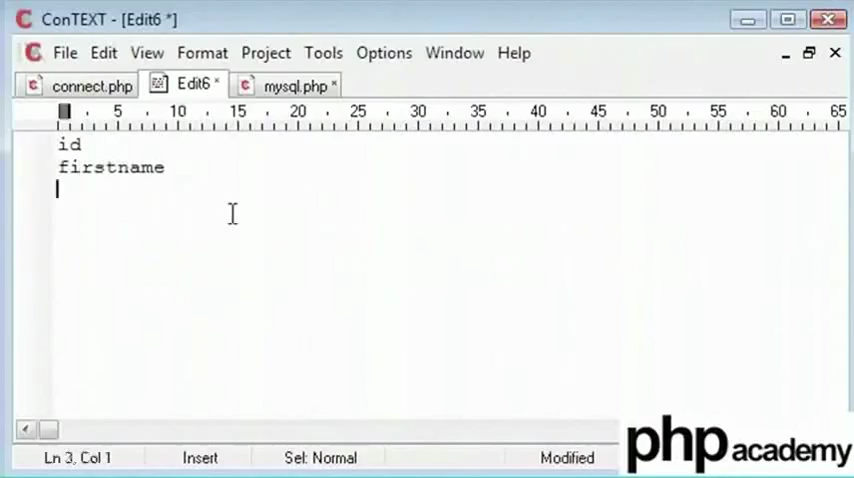 ConTEXT - [Edit6 *]
File Edit View Format Project Tools Options Window Help
connect.php Edit6 * mysql.php *
5 10 15 20 25 30 35 40 45 50 55 60 65
id
firstname
Ln 3, Col 1 Insert Sel: Normal Modified
php academy